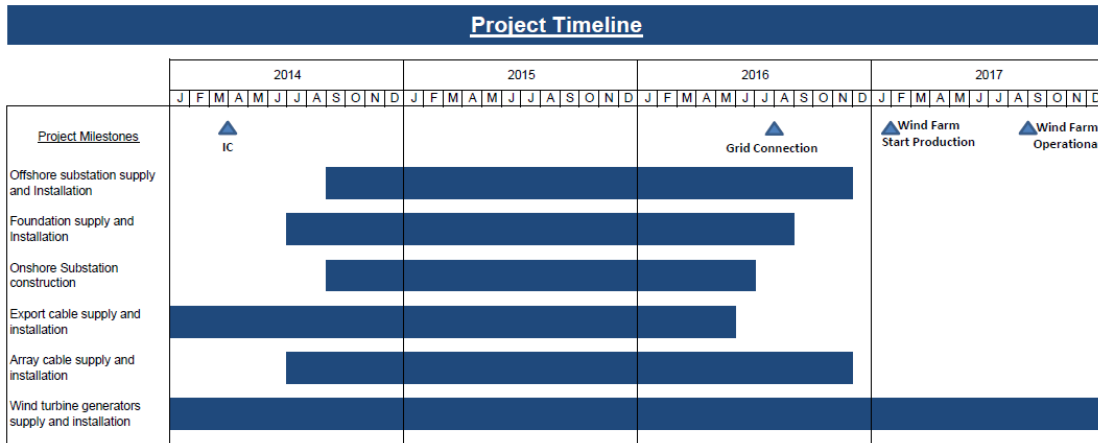 Project Timeline
2014 2015 2016 2017
J F M A M J J A S O N D J F M A M J J A S O N D J F M A M J J A S O N D J F M A M J J A S O N D
Project Milestones
IC
Grid Connection
Wind Farm
Start Production
Wind Farm
Operationa
Offshore substation supply
and Installation
Foundation supply and
Installation
Onshore Substation
construction
Export cable supply and
installation
Array cable supply and
installation
Wind turbine generators
supply and installation